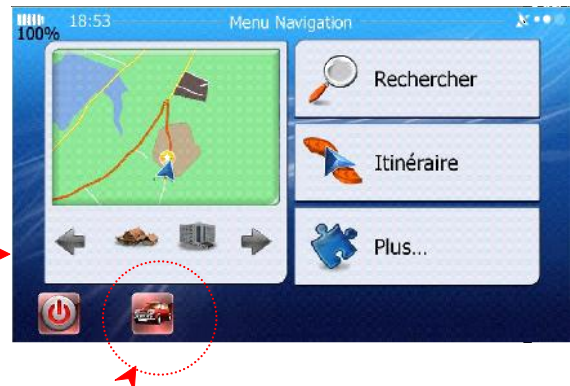 18:53
Menu Navigation
100%
Rechercher
Itinéraire
Plus...